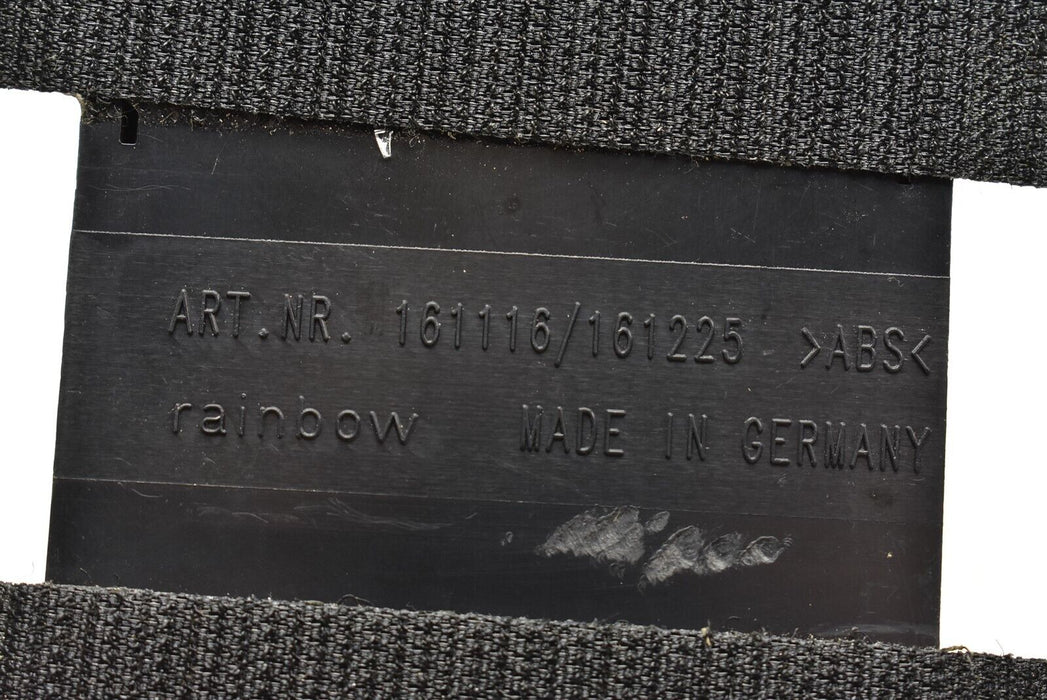 ART.NR. 161116/161225 >ABS<
rainbow MADE IN GERMANY